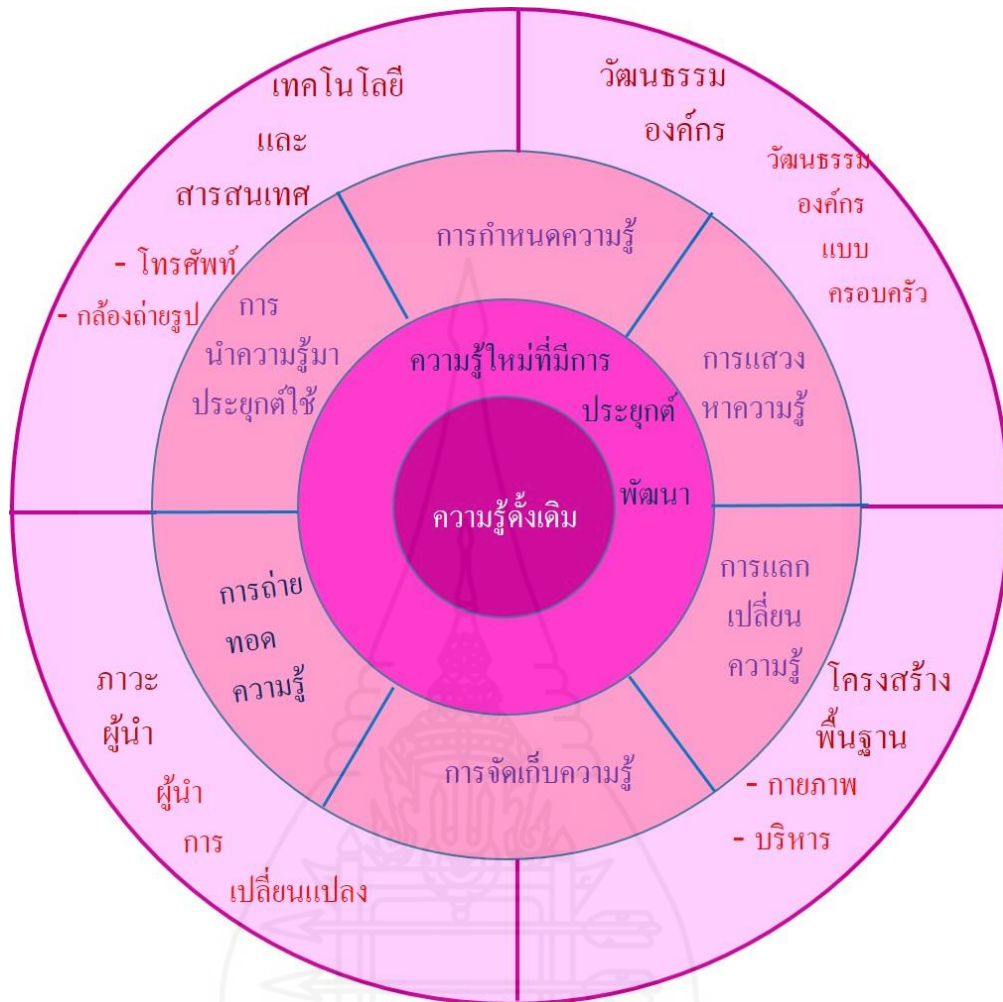 เทคโนโลยี
และ
สารสนเทศ
- โทรศัพท์
- กล้องถ่ายรูป
วัฒนธรรม
องค์กร
วัฒนธรรม
องค์กร
แบบ
ครอบครัว
การกำหนดความรู้
การ
นำความรู้มา
ประยุกต์ใช้
การแสวง
หาความรู้
ความรู้ใหม่ที่มีการ
ประยุกต์
พัฒนา
ความรู้ดั้งเดิม
การถ่าย
ทอด
ความรู้
การแลก
เปลี่ยน
ความรู้
การจัดเก็บความรู้
ภาวะ
ผู้นำ
ผู้นำ
การ
เปลี่ยนแปลง
โครงสร้าง
พื้นฐาน
- กายภาพ
- บริหาร